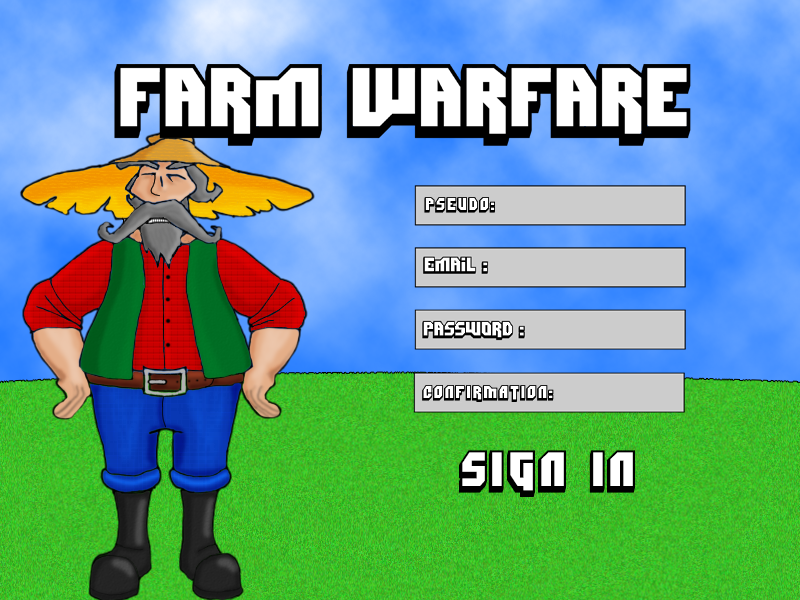 FARM WARFARE
PSEUDO:
EMAIL :
PASSWORD :
CONFIRMATION:
SIGN IN